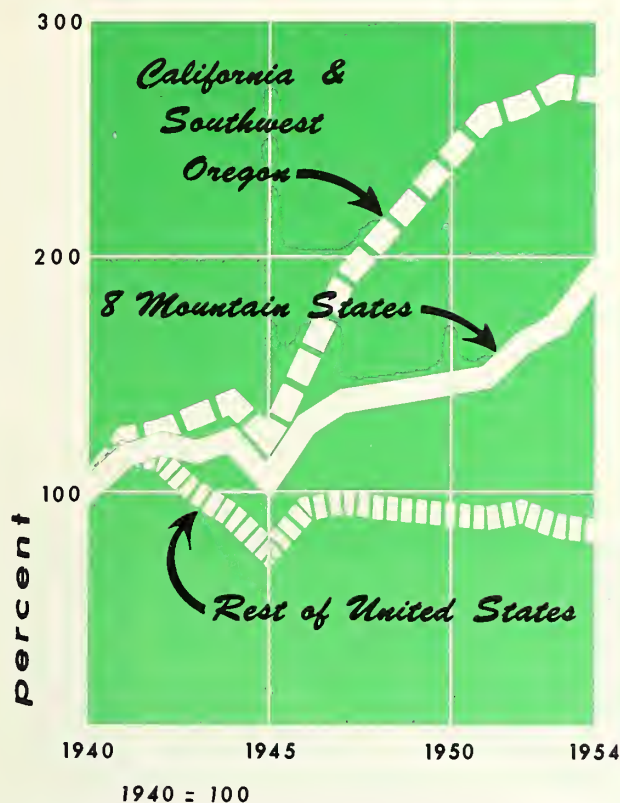 300
California &
Southwest
Oregon
200
8 Mountain States
100
percent
Rest of United States
1940 1945 1950 1954
1940 = 100